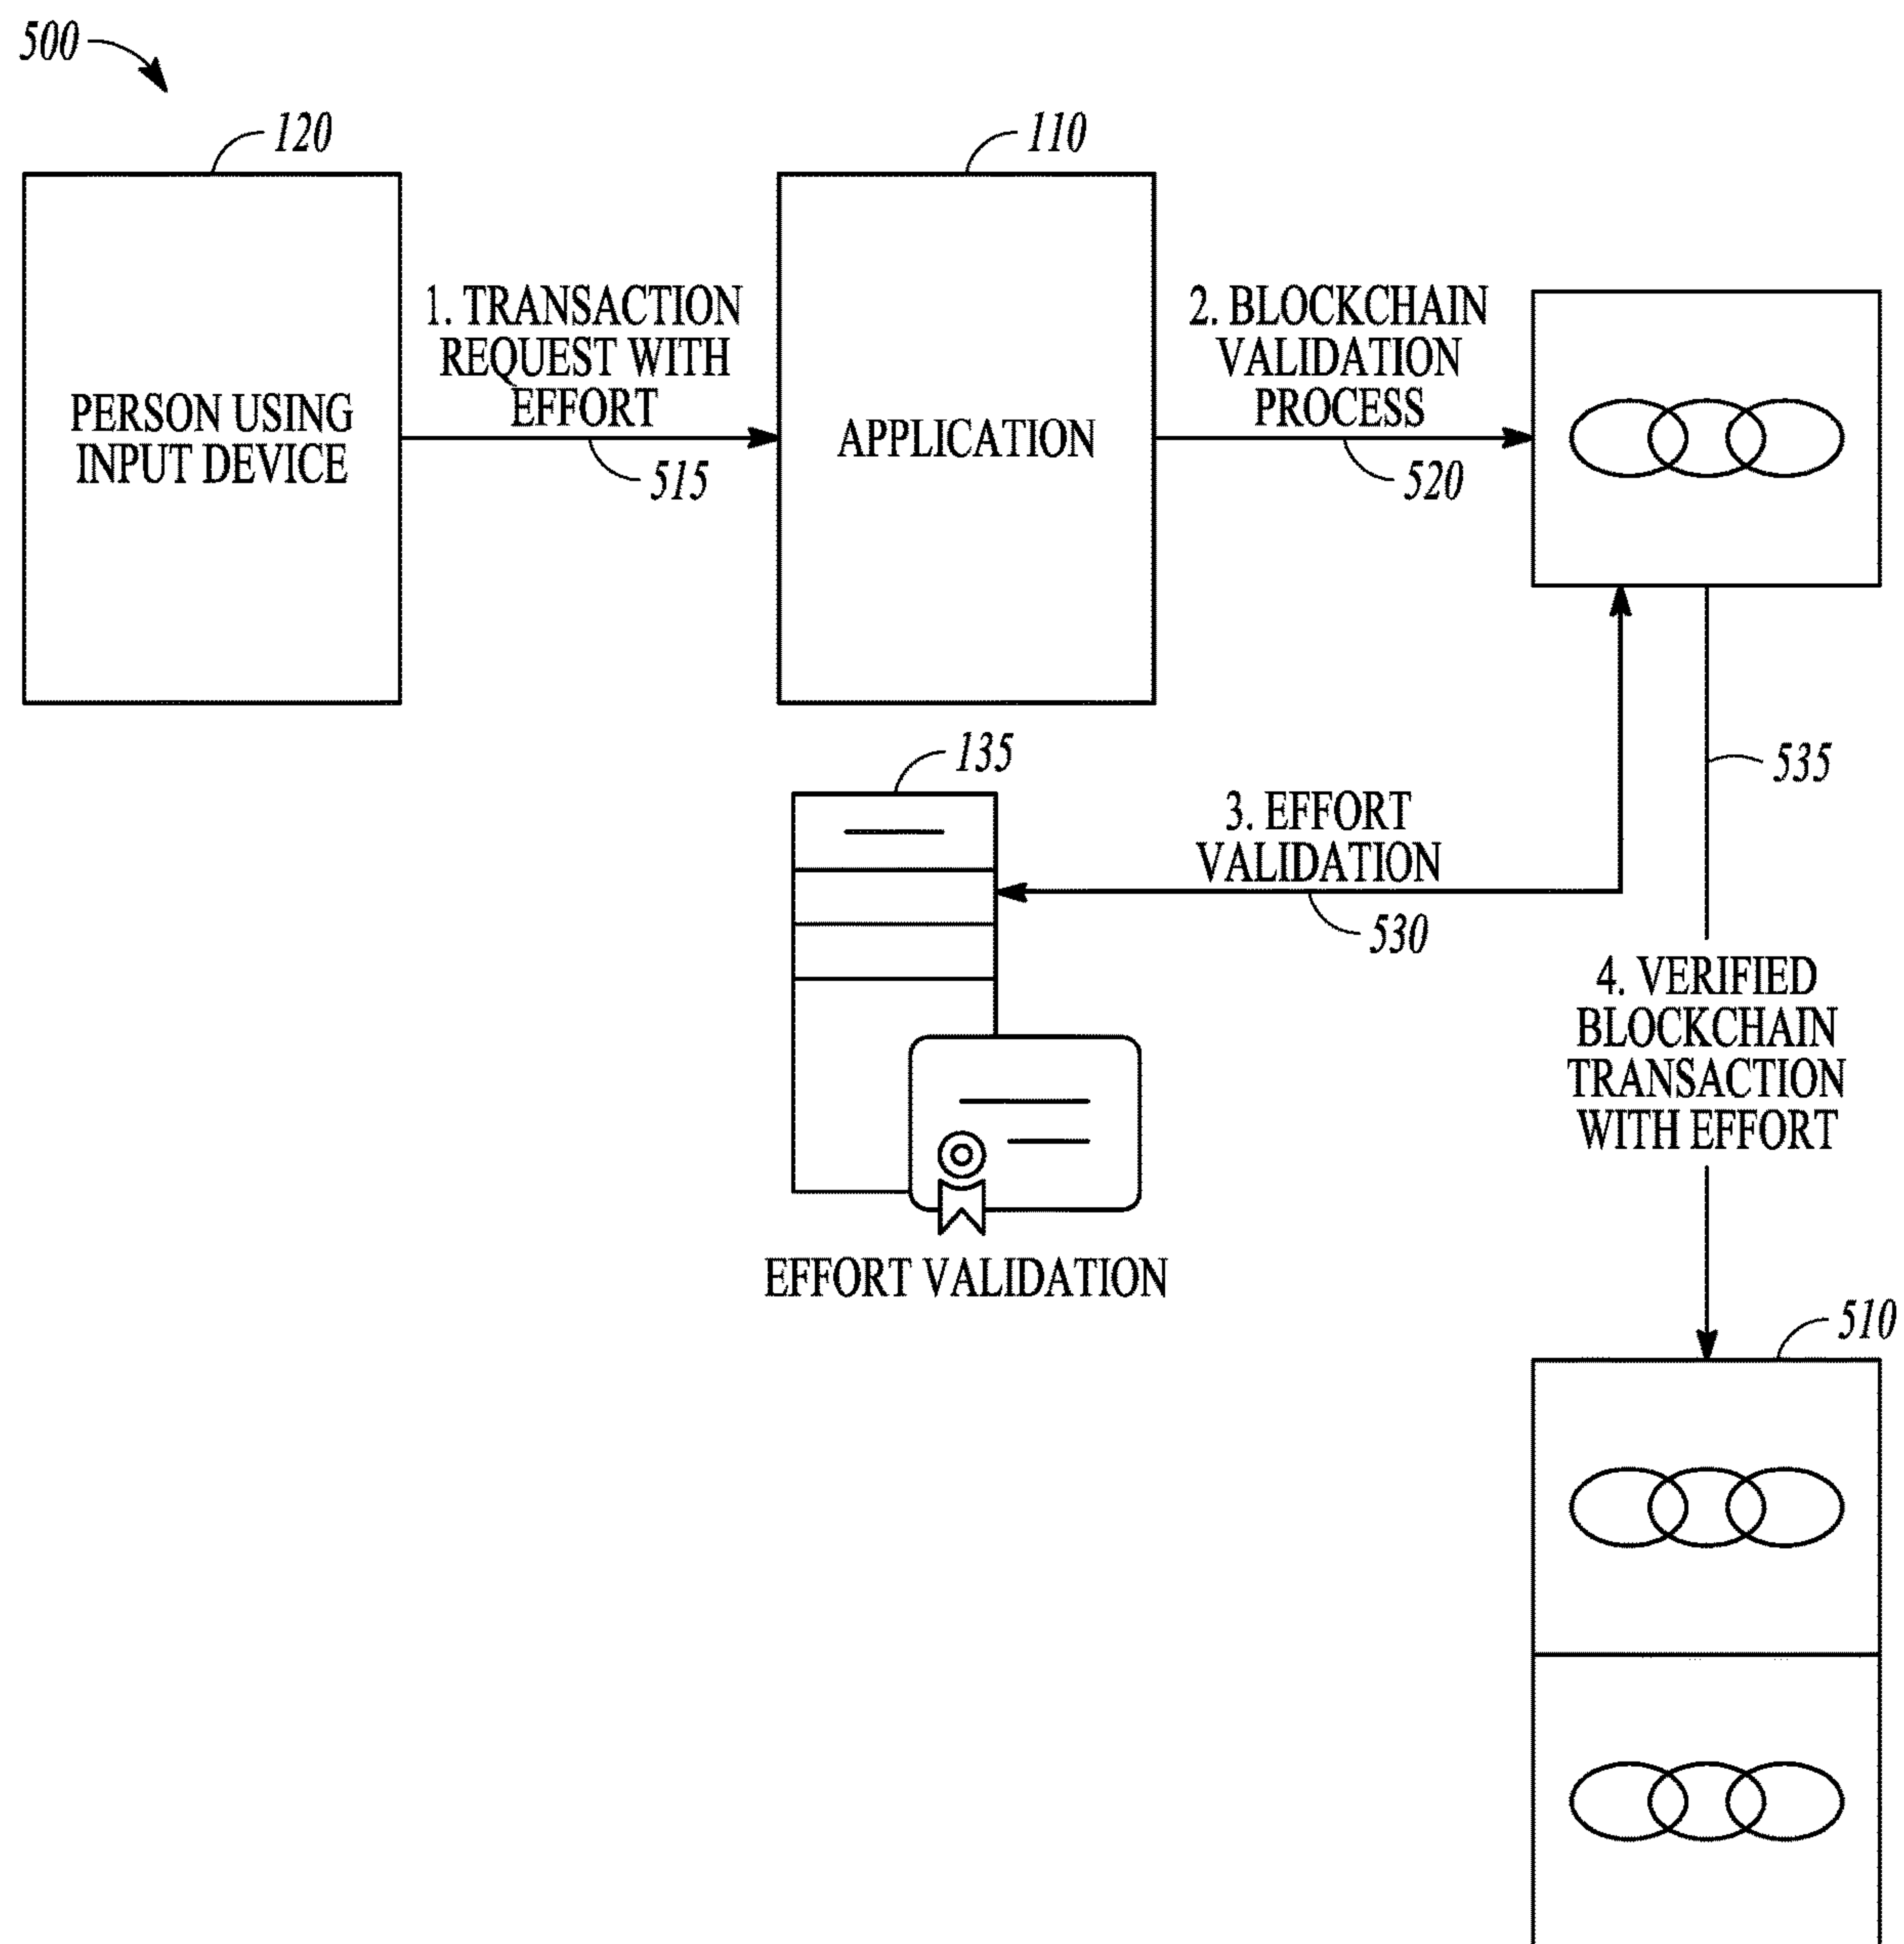 500
120
110
PERSON USING
INPUT DEVICE
1. TRANSACTION
REQUEST WITH
EFFORT
515
APPLICATION
2. BLOCKCHAIN
VALIDATION
PROCESS
520
135
3. EFFORT
VALIDATION
530
535
EFFORT VALIDATION
4. VERIFIED
BLOCKCHAIN
TRANSACTION
WITH EFFORT
510